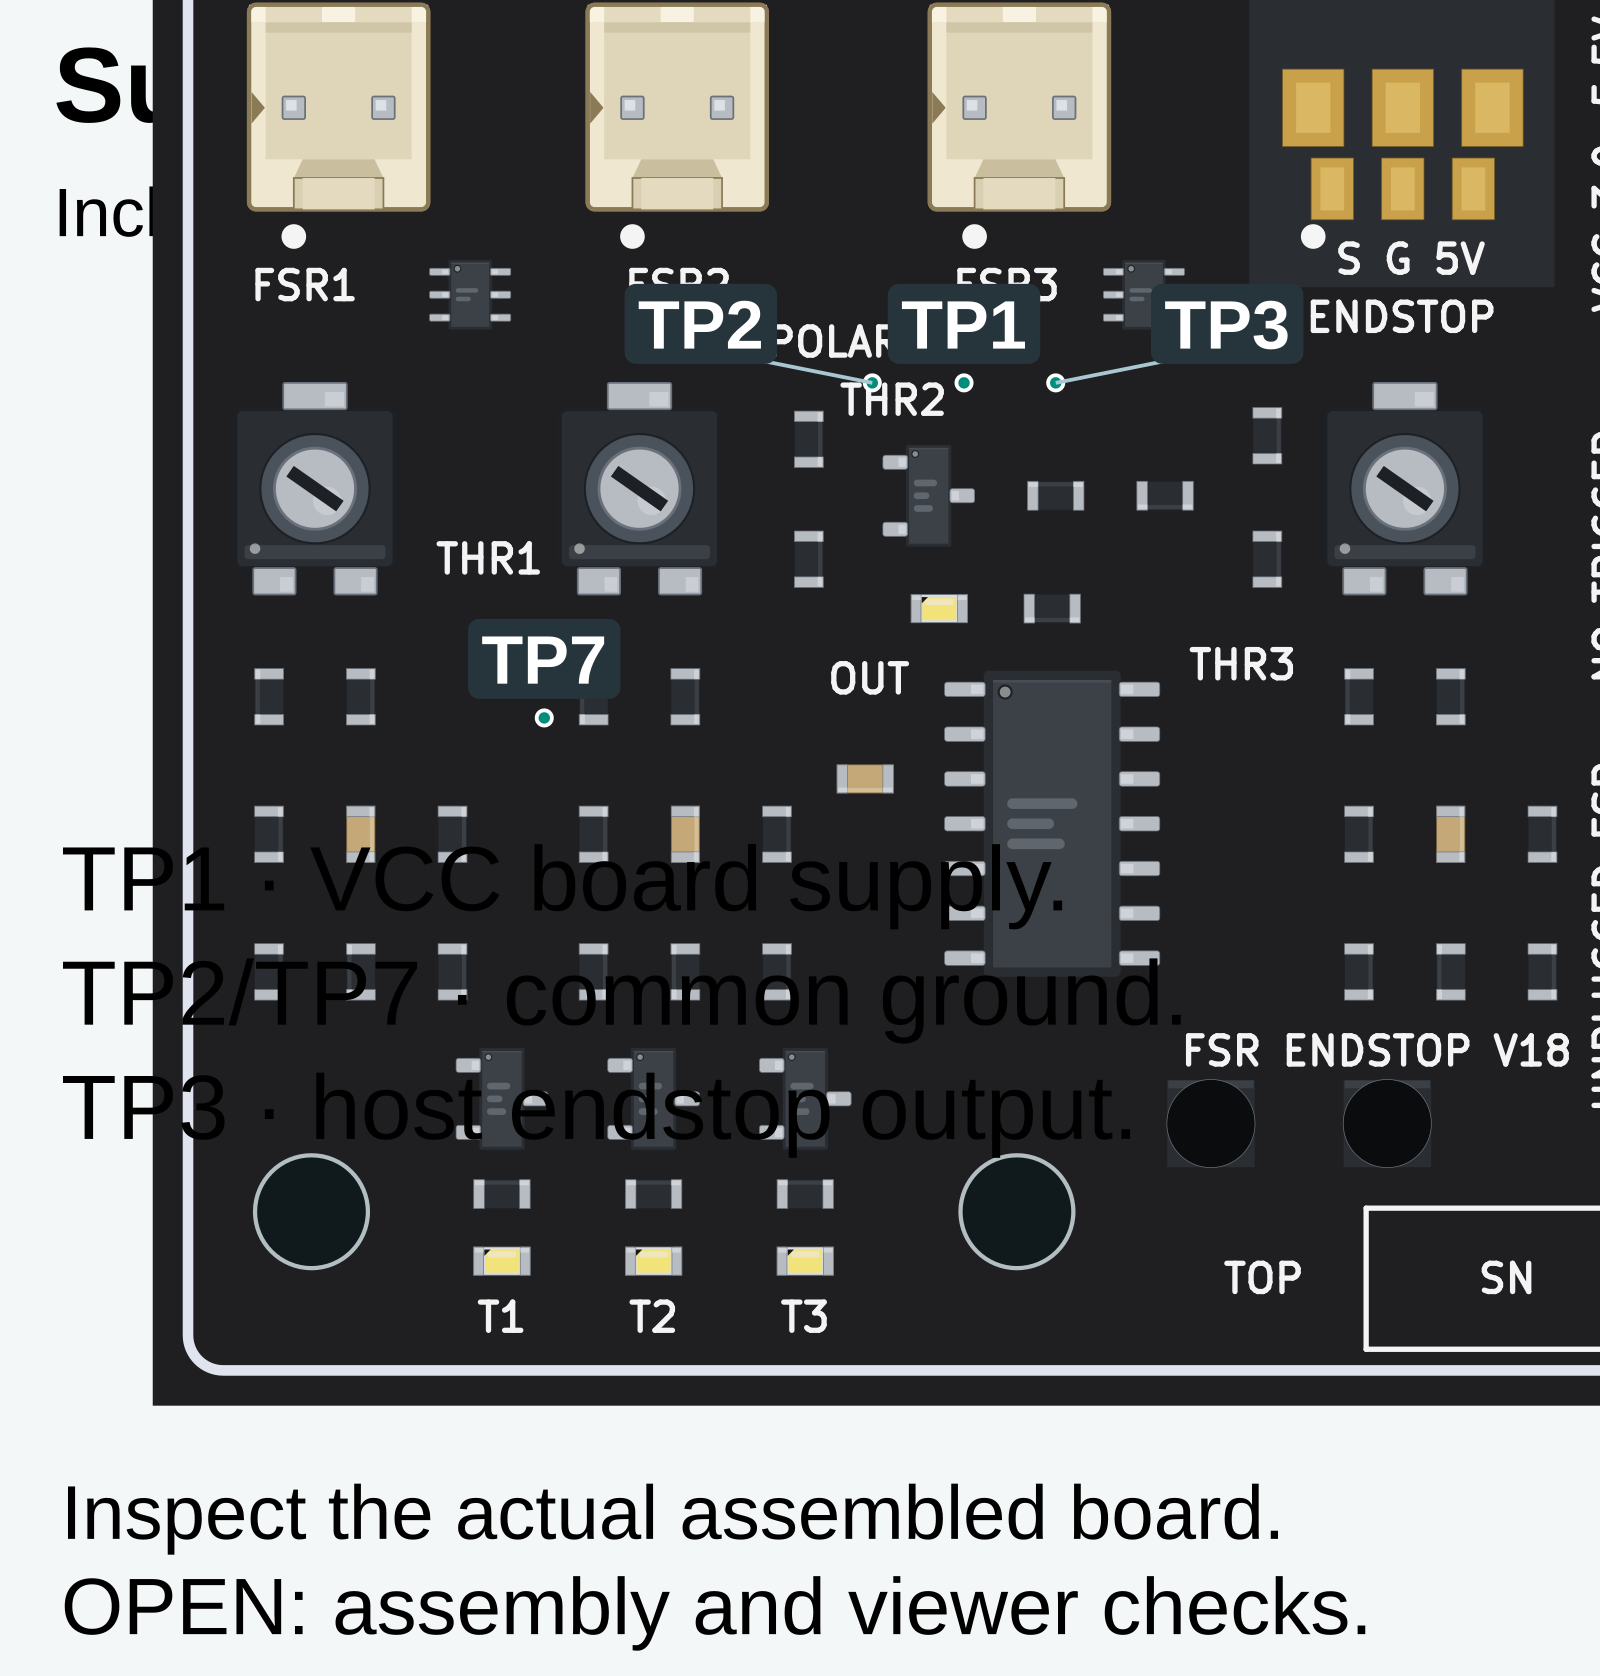 S G 5V
FSR1
TP2
TP1
TP3
ENDSTOP
THR2
THR1
TP7
OUT
THR3
TP1 · VCC board supply.
TP2/TP7 · common ground.
FSR ENDSTOP V18
TP3 · host endstop output.
TOP
SN
T1
T2
T3
Inspect the actual assembled board.
OPEN: assembly and viewer checks.